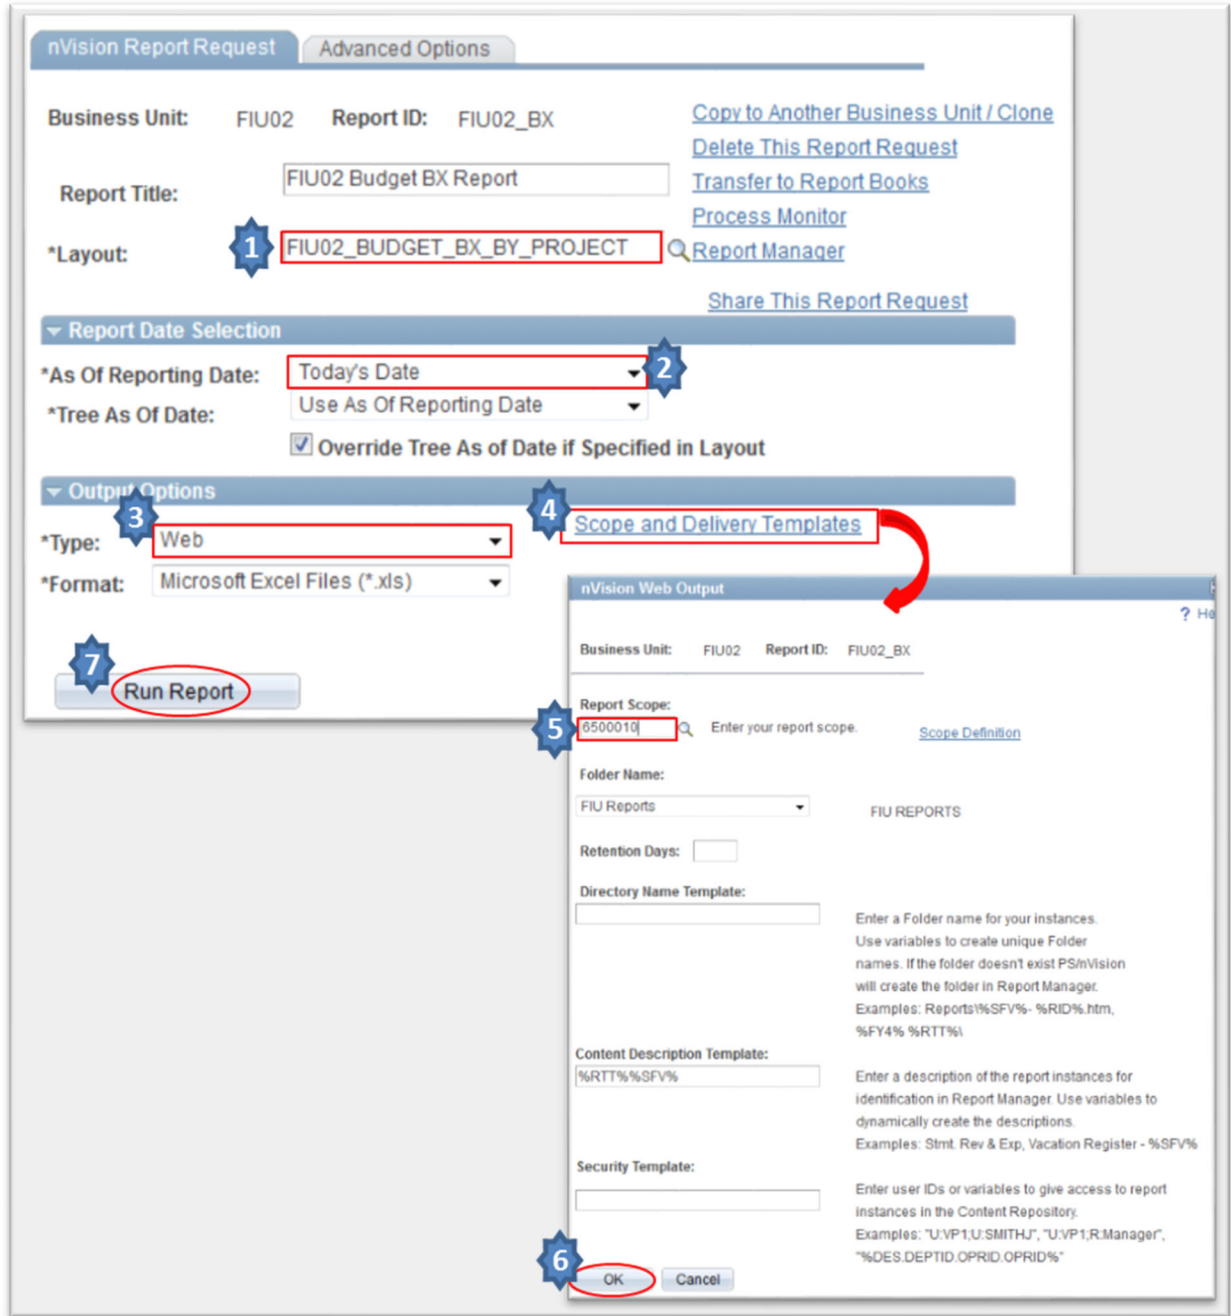 nVision Report Request
Advanced Options
Business Unit: FIU02 Report ID: FIU02_BX
Copy to Another Business Unit / Clone
Delete This Report Request
Report Title: FIU02 Budget BX Report
Transfer to Report Books
Process Monitor
*Layout: 1 FIU02_BUDGET_BX_BY_PROJECT
Report Manager
Share This Report Request
Report Date Selection
*As Of Reporting Date: Today's Date 2
*Tree As Of Date: Use As Of Reporting Date
Override Tree As of Date if Specified in Layout
Output Options
3
*Type: Web
4 Scope and Delivery Templates
*Format: Microsoft Excel Files (*.xls)
7
Run Report
nVision Web Output
? He
Business Unit: FIU02 Report ID: FIU02_BX
Report Scope:
5 6500010 Enter your report scope. Scope Definition
Folder Name:
FIU Reports FIU REPORTS
Retention Days:
Directory Name Template:
Enter a Folder name for your instances.
Use variables to create unique Folder
names. If the folder doesn't exist PS/nVision
will create the folder in Report Manager.
Examples: Reports\%SFV%- %RID%.htm,
%FY4% %RTT%\
Content Description Template:
%RTT%%SFV%
Enter a description of the report instances for
identification in Report Manager. Use variables to
dynamically create the descriptions.
Examples: Stmt. Rev & Exp, Vacation Register - %SFV%
Security Template:
Enter user IDs or variables to give access to report
instances in the Content Repository.
Examples: "U:VP1;U:SMITHJ", "U:VP1;R:Manager",
"%DES.DEPTID.OPRID.OPRID%"
6
OK Cancel